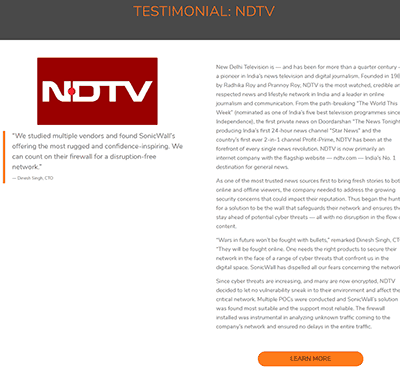 TESTIMONIAL: NDTV
NDTV
"We studied multiple vendors and found SonicWall's
offering the most rugged and confidence-inspiring. We
can count on their firewall for a disruption-free
network."
— Dinesh Singh, CTO
New Delhi Television is — and has been for more than a quarter century –
a pioneer in India's news television and digital journalism. Founded in 198
by Radhika Roy and Prannoy Roy, NDTV is the most watched, credible an
respected news and lifestyle network in India and a leader in online
journalism and communication. From the path-breaking "The World This
Week" (nominated as one of India's five best television programmes since
Independence), the first private news on Doordarshan "The News Tonight
producing India's first 24-hour news channel "Star News" and the
country's first ever 2-in-1 channel Profit-Prime, NDTV has been at the
forefront of every single news revolution. NDTV is now primarily an
internet company with the flagship website — ndtv.com — India's No. 1
destination for general news.
As one of the most trusted news sources first to bring fresh stories to bot
online and offline viewers, the company needed to address the growing
security concerns that could impact their reputation. Thus began the hunt
for a solution to be the wall that safeguards their network and ensures the
stay ahead of potential cyber threats — all with no disruption in the flow o
content.
"Wars in future won't be fought with bullets," remarked Dinesh Singh, CT
"They will be fought online. One needs the right products to secure their
network in the face of a range of cyber threats that confront us in the
digital space. SonicWall has dispelled all our fears concerning the network
Since cyber threats are increasing, and many are now encrypted, NDTV
decided to let no vulnerability sneak in to their environment and affect the
critical network. Multiple POCs were conducted and SonicWall's solution
was found most suitable and the support most reliable. The firewall
installed was instrumental in analyzing unknown traffic coming to the
company's network and ensured no delays in the entire traffic.
LEARN MORE